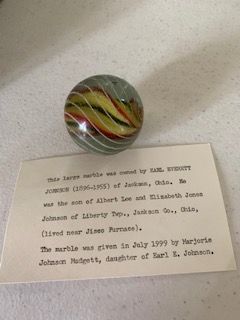 This large marble was owned by EARL EVERETT
JOHNSON (1896-1955) of Jackson, Ohio. He
was the son of Albert Lee and Elizabeth Jones
Johnson of Liberty Twp., Jackson Co., Ohio,
(lived near Jisco Furnace).
The marble was given in July 1999 by Marjorie
Johnson Mudgett, daughter of Earl E. Johnson.